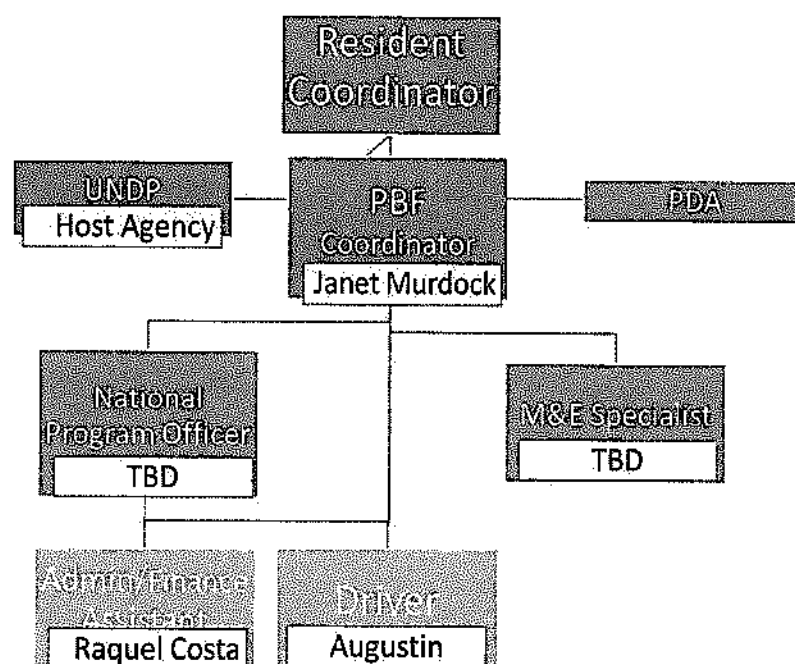 Resident
Coordinator
UNDP
Host Agency
PBF
Coordinator
Janet Murdock
PDA
National
Program Officer
TBD
M&E Specialist
TBD
Admin/Finance
Assistant
Raquel Costa
Driver
Augustin